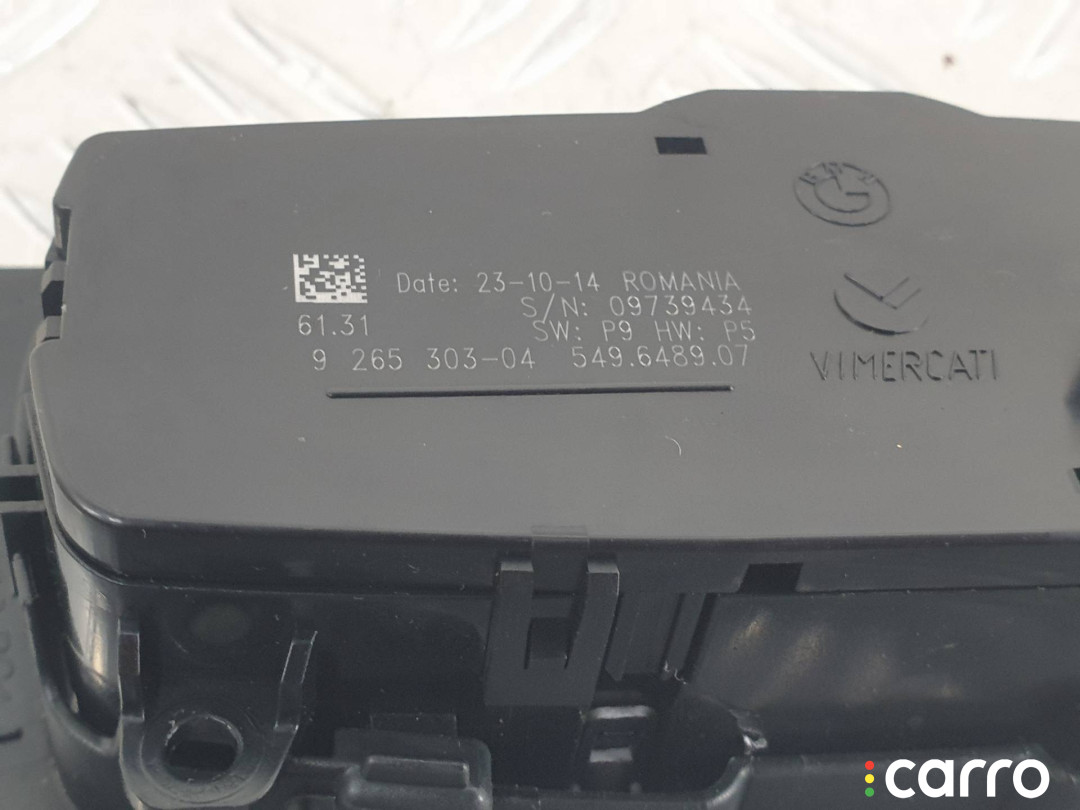 Date: 23-10-14 ROMANIA
S/N: 09739434
61.31
SW: P9 HW: P5
9 265 303-04 549.6489.07
BMW
VIMERCATI
carro